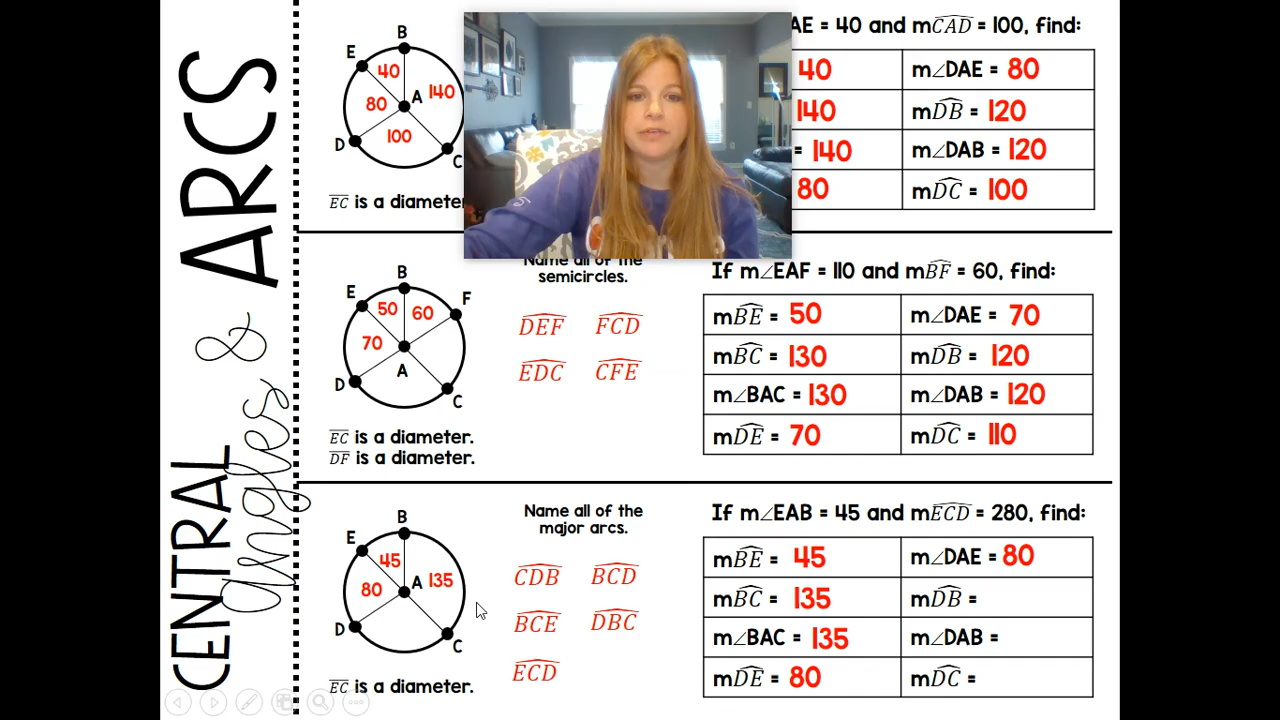 CENTRAL
angles &
ARCS
B
E
40
A
140
80
100
D
C
EC is a diameter
AE = 40 and mCAD = 100, find:
40
m∠DAE = 80
140
mDB = 120
= 140
m∠DAB = 120
80
mDC = 100
B
E
F
50
60
70
A
D
C
EC is a diameter.
DF is a diameter.
Name all of the
semicircles.
DEF FCD
EDC CFE
If m∠EAF = 110 and mBF = 60, find:
mBE = 50
m∠DAE = 70
mBC = 130
mDB = 120
m∠BAC = 130
m∠DAB = 120
mDE = 70
mDC = 110
B
E
45
A
135
80
D
C
EC is a diameter.
Name all of the
major arcs.
CDB BCD
BCE DBC
ECD
If m∠EAB = 45 and mECD = 280, find:
mBE = 45
m∠DAE = 80
mBC = 135
mDB =
m∠BAC = 135
m∠DAB =
mDE = 80
mDC =